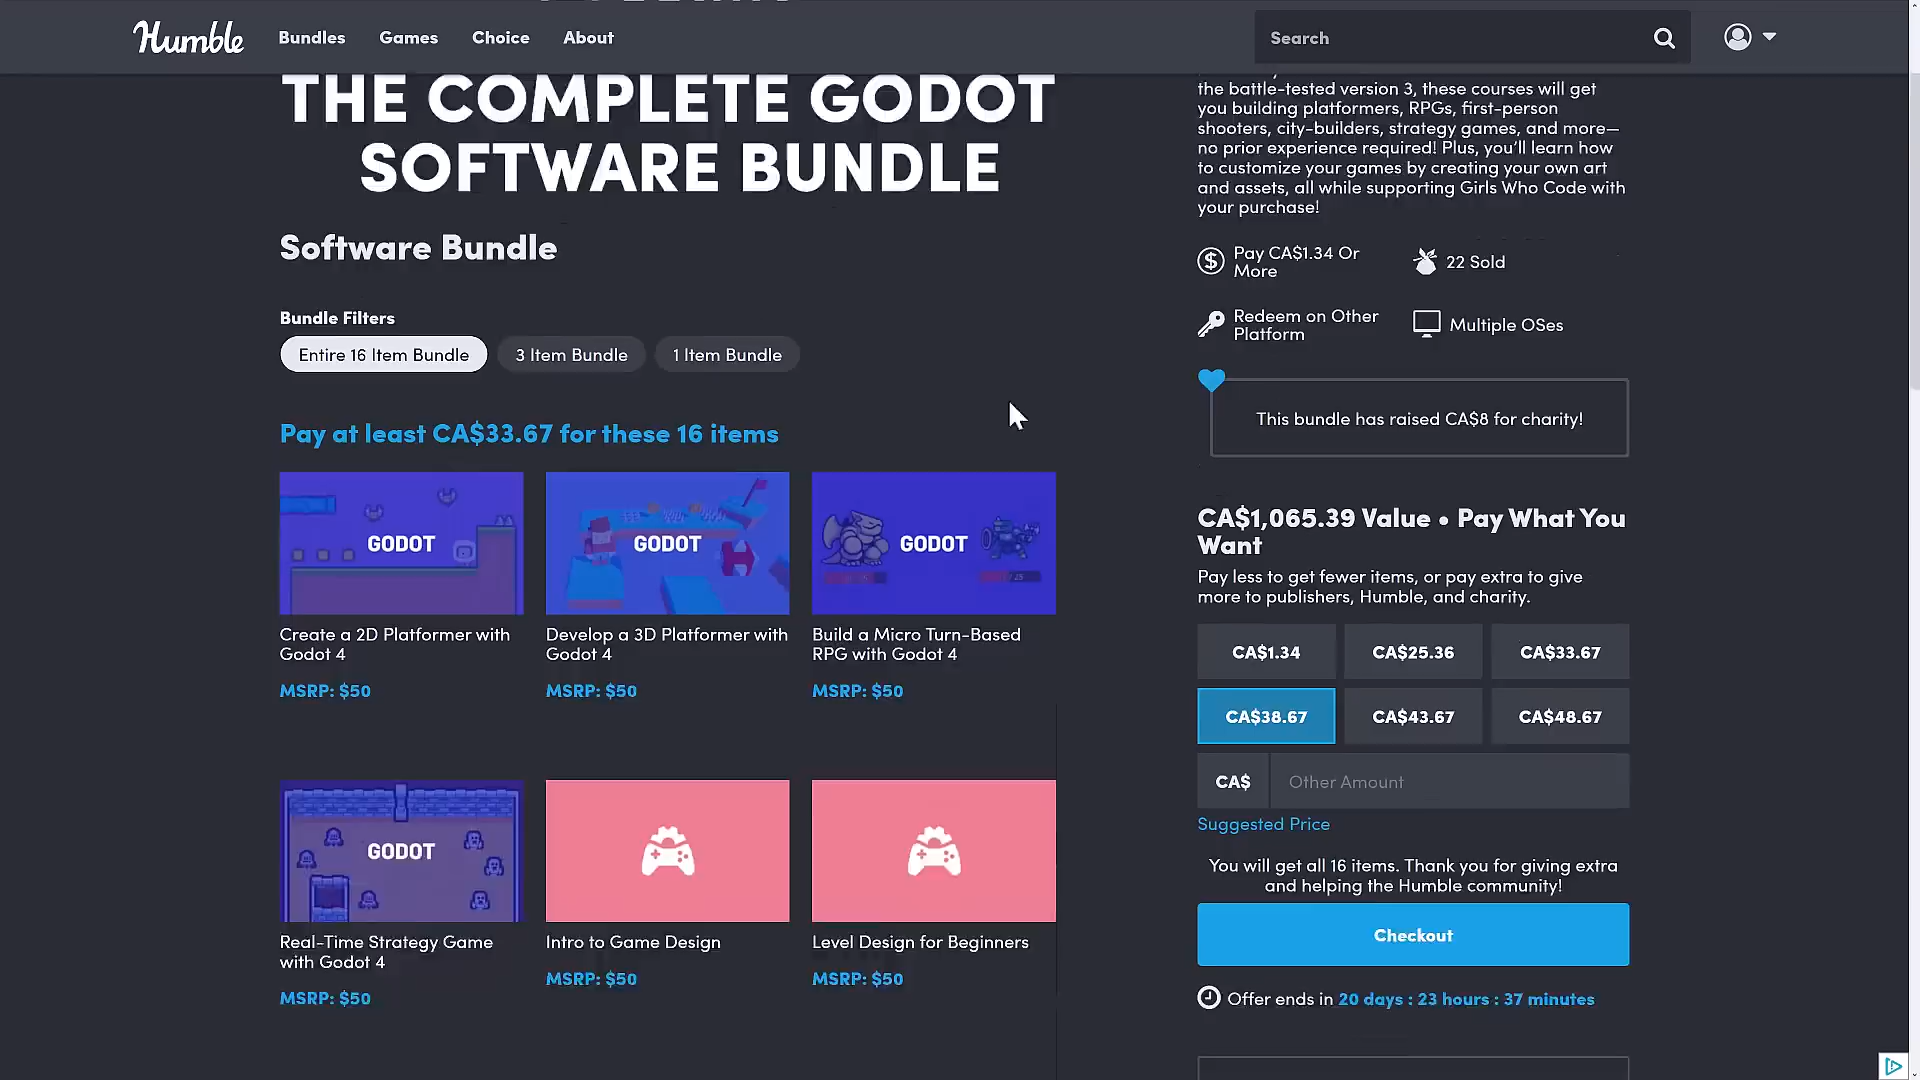 Humble
Bundles
Games
Choice
About
Search
THE COMPLETE GODOT
SOFTWARE BUNDLE
Software Bundle
Bundle Filters
Entire 16 Item Bundle
3 Item Bundle
1 Item Bundle
Pay at least CA$33.67 for these 16 items
GODOT
Create a 2D Platformer with
Godot 4
MSRP: $50
GODOT
Develop a 3D Platformer with
Godot 4
MSRP: $50
GODOT
Build a Micro Turn-Based
RPG with Godot 4
MSRP: $50
GODOT
Real-Time Strategy Game
with Godot 4
MSRP: $50
Intro to Game Design
MSRP: $50
Level Design for Beginners
MSRP: $50
the battle-tested version 3, these courses will get
you building platformers, RPGs, first-person
shooters, city-builders, strategy games, and more—
no prior experience required! Plus, you'll learn how
to customize your games by creating your own art
and assets, all while supporting Girls Who Code with
your purchase!
Pay CA$1.34 Or
More
22 Sold
Redeem on Other
Platform
Multiple OSes
This bundle has raised CA$8 for charity!
CA$1,065.39 Value • Pay What You
Want
Pay less to get fewer items, or pay extra to give
more to publishers, Humble, and charity.
CA$1.34
CA$25.36
CA$33.67
CA$38.67
CA$43.67
CA$48.67
CA$
Other Amount
Suggested Price
You will get all 16 items. Thank you for giving extra
and helping the Humble community!
Checkout
Offer ends in 20 days : 23 hours : 37 minutes